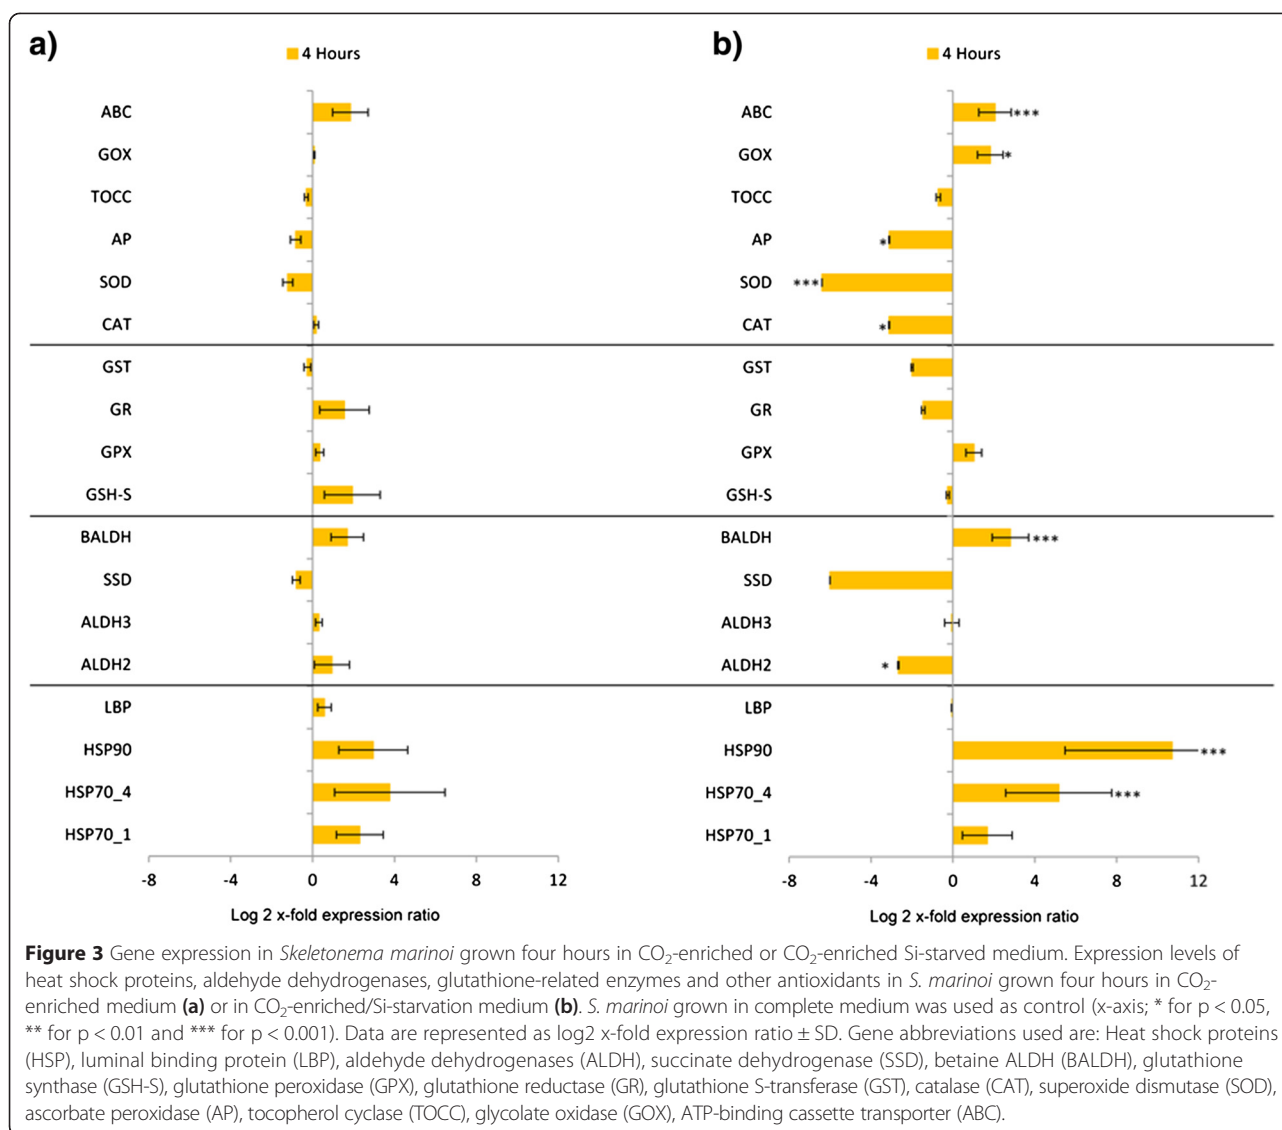 a)
4 Hours
ABC
GOX
TOCC
AP
SOD
CAT
GST
GR
GPX
GSH-S
BALDH
SSD
ALDH3
ALDH2
LBP
HSP90
HSP70_4
HSP70_1
-8 -4 0 4 8 12
Log 2 x-fold expression ratio
b)
4 Hours
ABC ***
GOX *
TOCC
AP *
SOD ***
CAT *
GST
GR
GPX
GSH-S
BALDH ***
SSD
ALDH3
ALDH2 *
LBP
HSP90 ***
HSP70_4 ***
HSP70_1
-8 -4 0 4 8 12
Log 2 x-fold expression ratio
Figure 3 Gene expression in Skeletonema marinoi grown four hours in CO₂-enriched or CO₂-enriched Si-starved medium. Expression levels of
heat shock proteins, aldehyde dehydrogenases, glutathione-related enzymes and other antioxidants in S. marinoi grown four hours in CO₂-
enriched medium (a) or in CO₂-enriched/Si-starvation medium (b). S. marinoi grown in complete medium was used as control (x-axis; * for p < 0.05,
** for p < 0.01 and *** for p < 0.001). Data are represented as log2 x-fold expression ratio ± SD. Gene abbreviations used are: Heat shock proteins
(HSP), luminal binding protein (LBP), aldehyde dehydrogenases (ALDH), succinate dehydrogenase (SSD), betaine ALDH (BALDH), glutathione
synthase (GSH-S), glutathione peroxidase (GPX), glutathione reductase (GR), glutathione S-transferase (GST), catalase (CAT), superoxide dismutase (SOD),
ascorbate peroxidase (AP), tocopherol cyclase (TOCC), glycolate oxidase (GOX), ATP-binding cassette transporter (ABC).